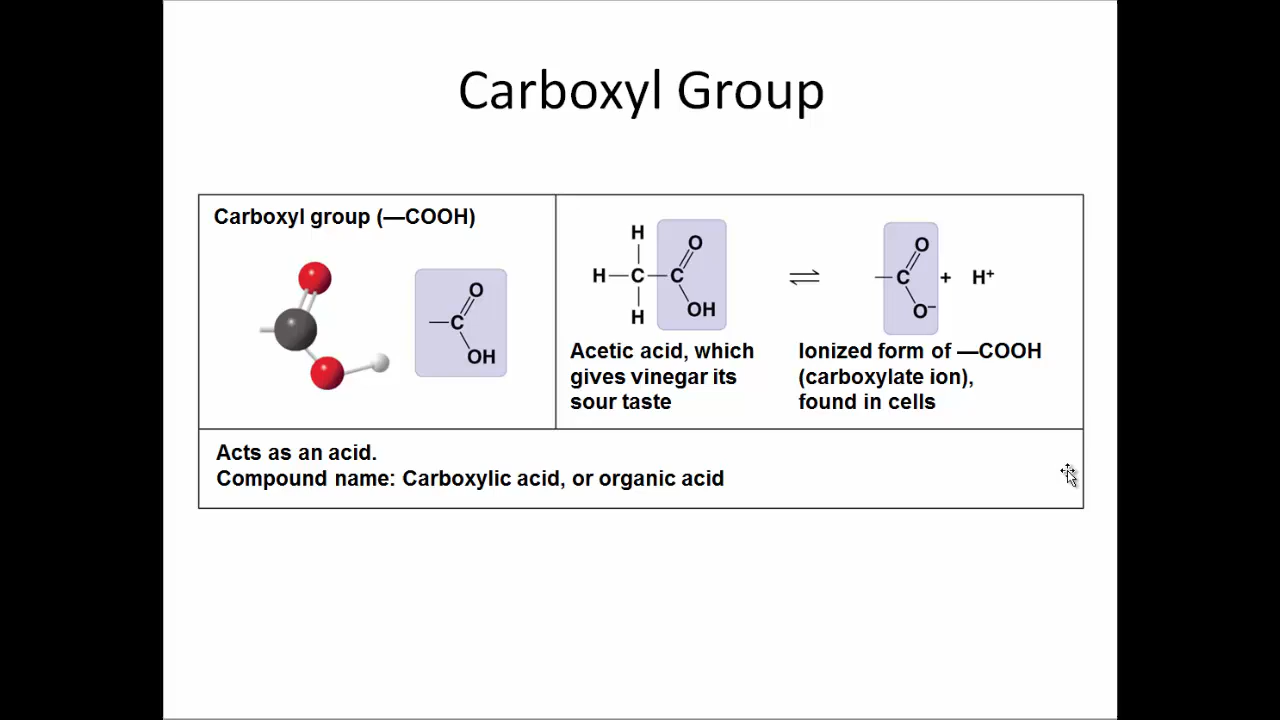 Carboxyl Group
Carboxyl group (—COOH)
O
C
OH
H
O
H—C—C
H
OH
O
C + H⁺
O⁻
Acetic acid, which
gives vinegar its
sour taste
Ionized form of —COOH
(carboxylate ion),
found in cells
Acts as an acid.
Compound name: Carboxylic acid, or organic acid